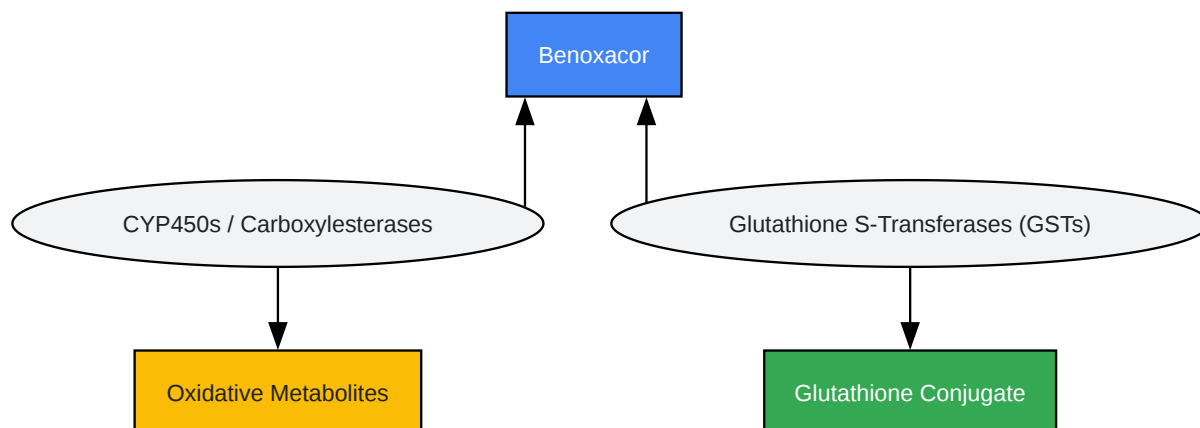 Benoxacor
CYP450s / Carboxylesterases
Glutathione S-Transferases (GSTs)
Oxidative Metabolites
Glutathione Conjugate